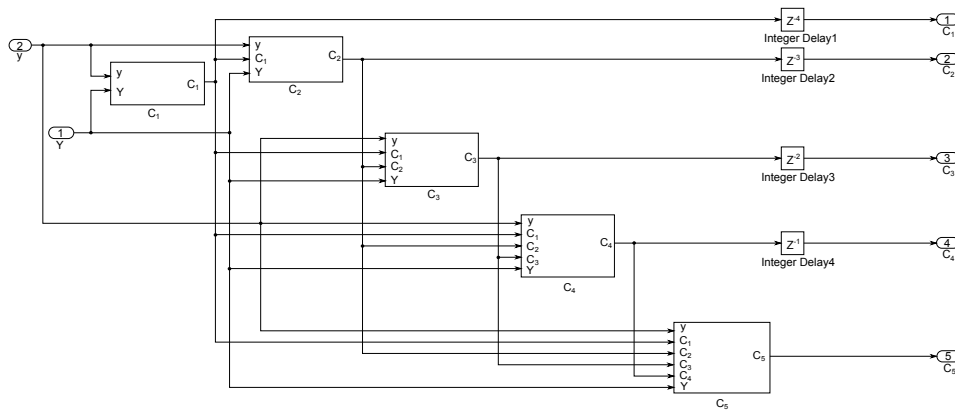 Z⁻⁴
1
Integer Delay1
C₁
2
y
y
C₁
Y
C₂
C₂
Z⁻³
2
Integer Delay2
C₂
y
Y
C₁
C₁
1
Y
y
C₁
C₂
Y
C₃
C₃
Z⁻²
3
Integer Delay3
C₃
y
C₁
C₂
C₃
Y
C₄
C₄
Z⁻¹
4
Integer Delay4
C₄
y
C₁
C₂
C₃
C₄
Y
C₅
C₅
5
C₅